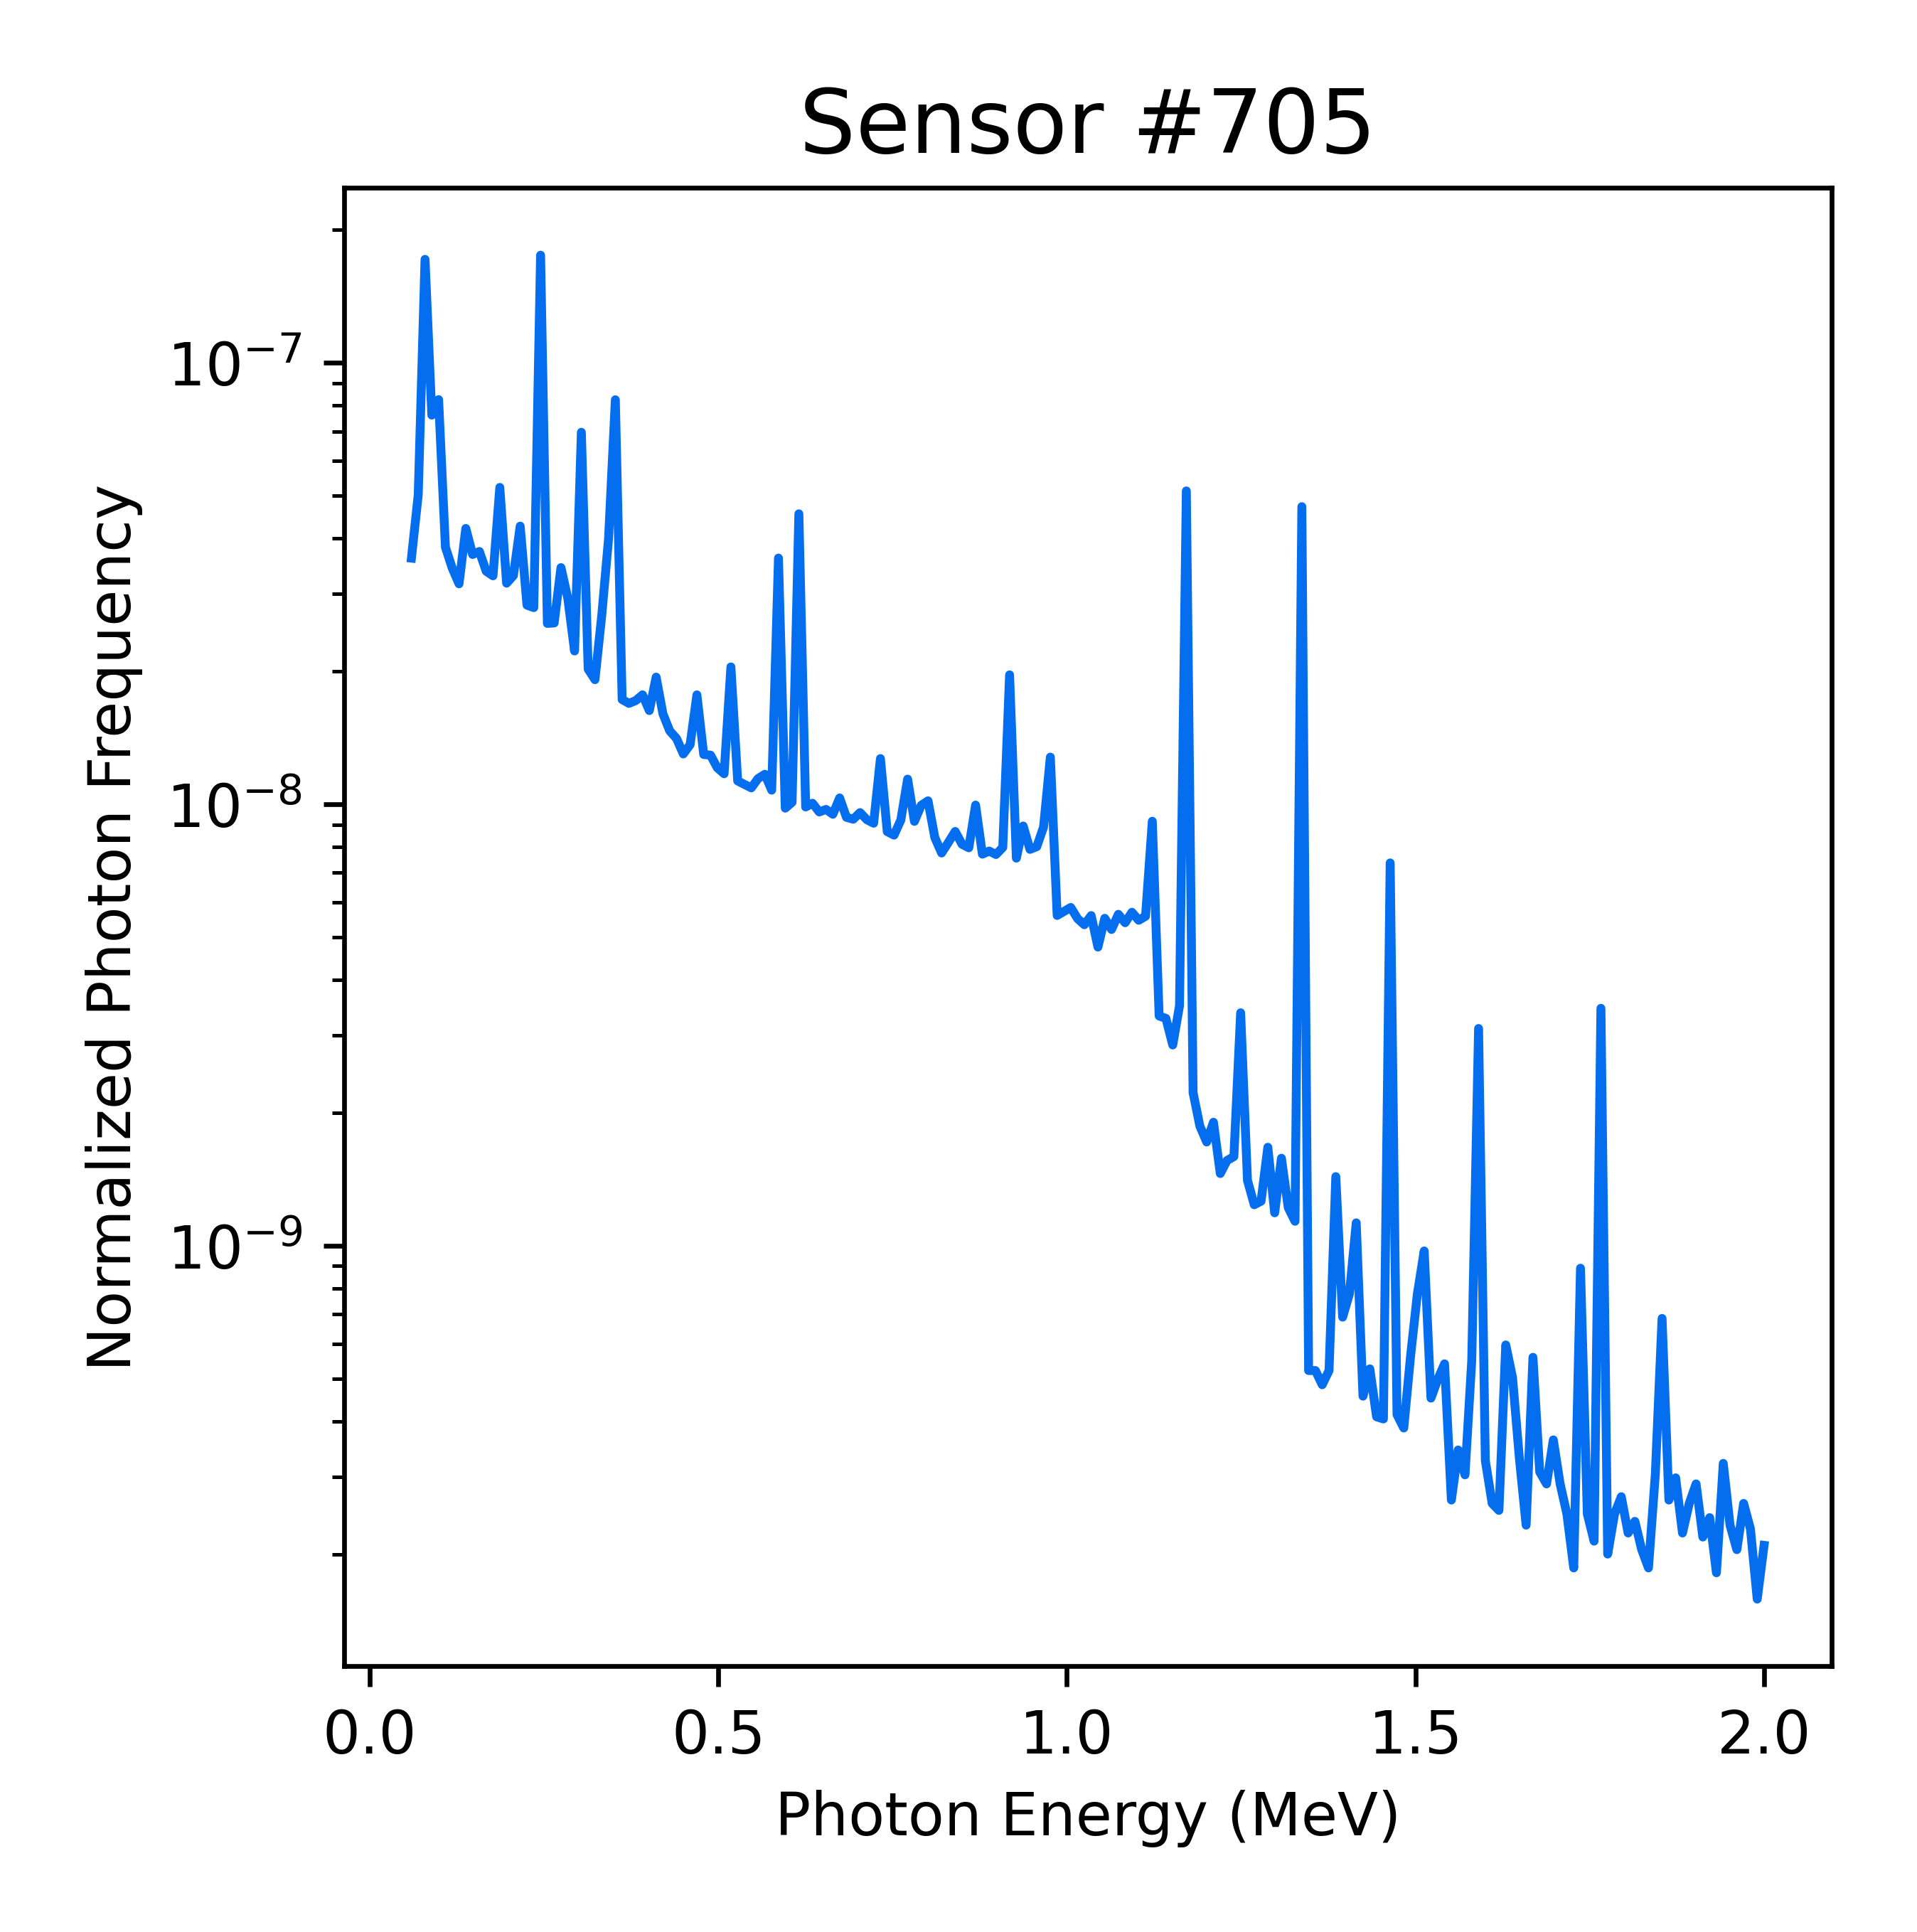 Sensor #705
Normalized Photon Frequency
10⁻⁷
10⁻⁸
10⁻⁹
0.0 0.5 1.0 1.5 2.0
Photon Energy (MeV)